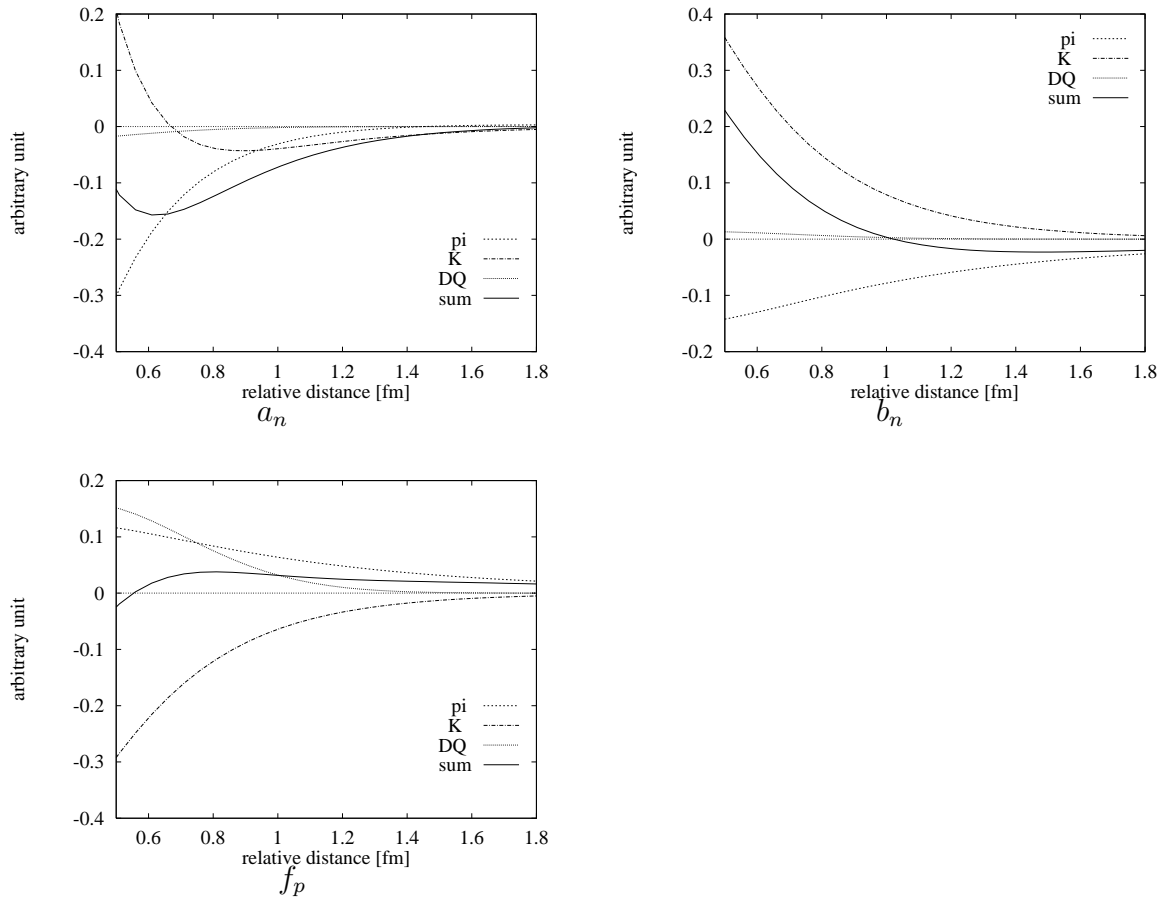 0.2
0.1
0
-0.1
-0.2
-0.3
-0.4
arbitrary unit
pi
K
DQ
sum
0.6 0.8 1 1.2 1.4 1.6 1.8
relative distance [fm]
a_n
0.4
0.3
0.2
0.1
0
-0.1
-0.2
arbitrary unit
pi
K
DQ
sum
0.6 0.8 1 1.2 1.4 1.6 1.8
relative distance [fm]
b_n
0.2
0.1
0
-0.1
-0.2
-0.3
-0.4
arbitrary unit
pi
K
DQ
sum
0.6 0.8 1 1.2 1.4 1.6 1.8
relative distance [fm]
f_p